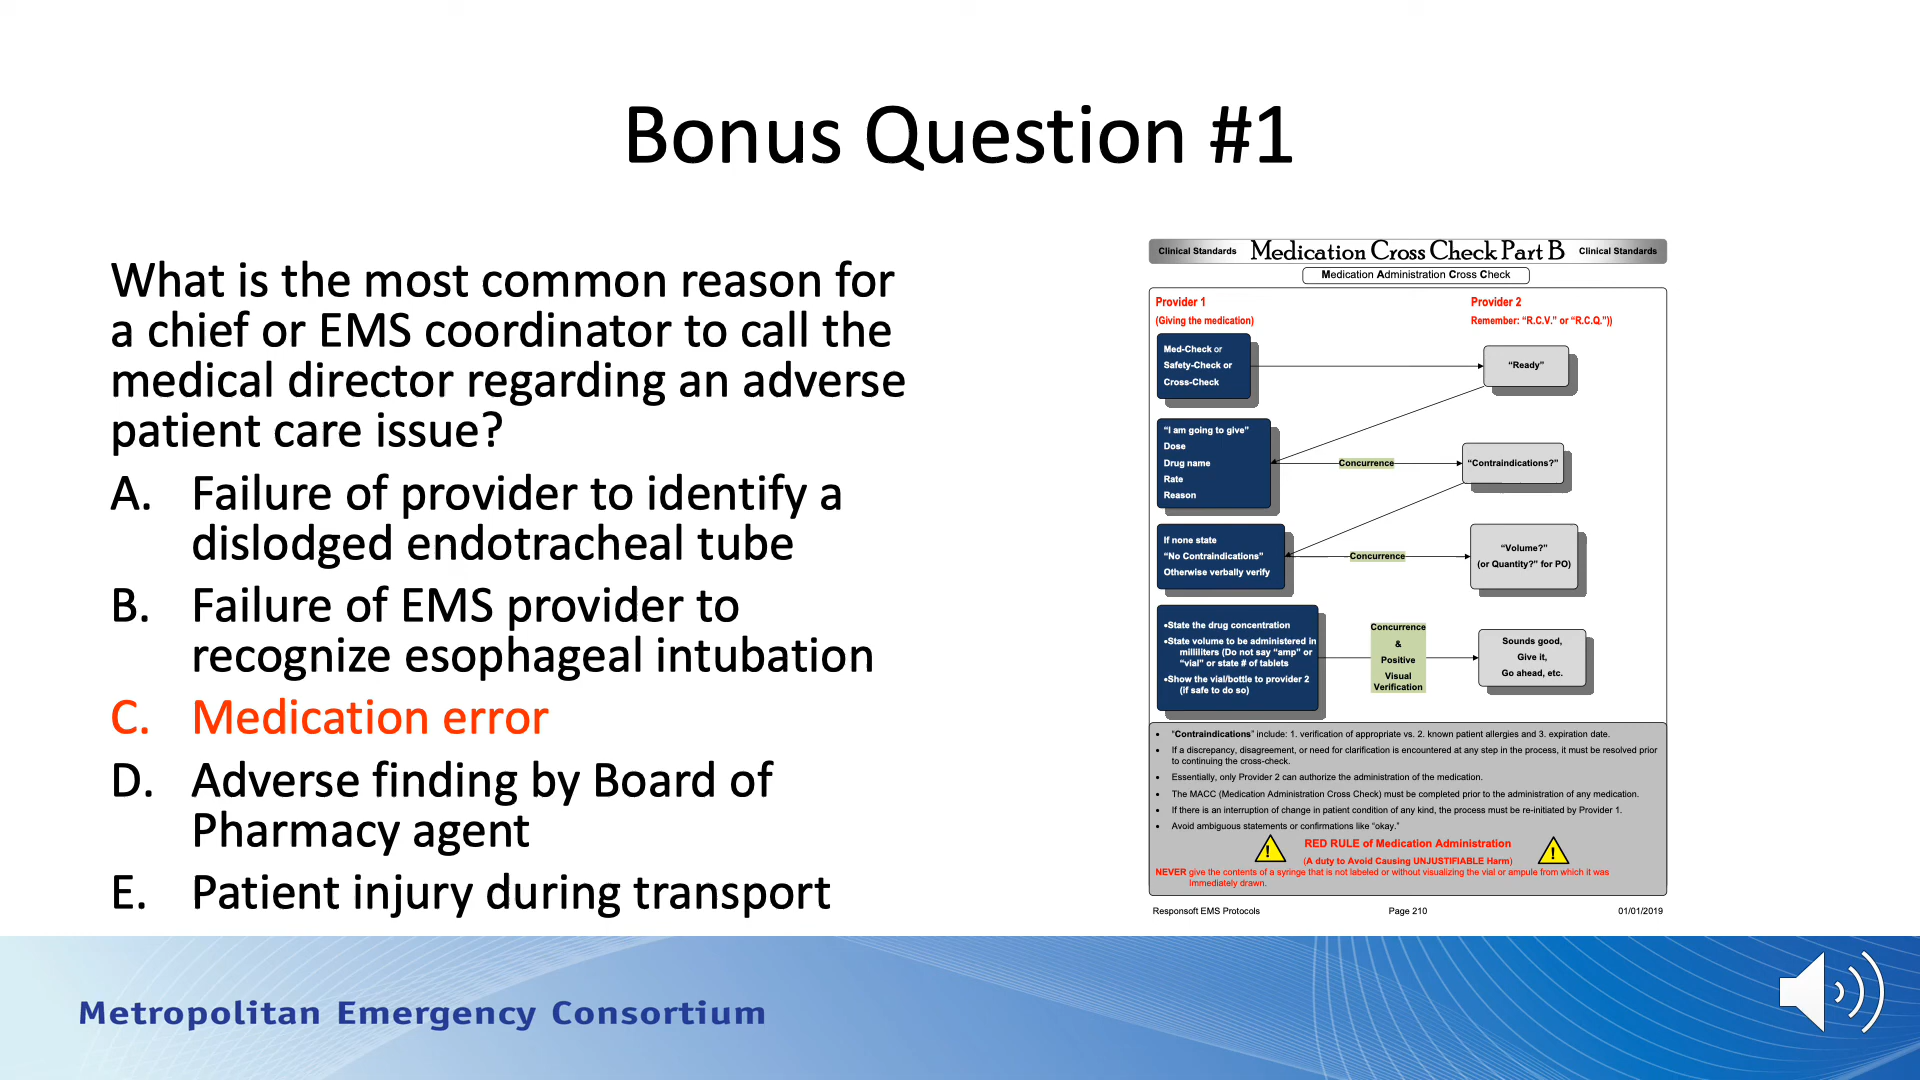 Bonus Question #1
What is the most common reason for
a chief or EMS coordinator to call the
medical director regarding an adverse
patient care issue?
A. Failure of provider to identify a
dislodged endotracheal tube
B. Failure of EMS provider to
recognize esophageal intubation
C. Medication error
D. Adverse finding by Board of
Pharmacy agent
E. Patient injury during transport
Clinical Standards Medication Cross Check Part B Clinical Standards
Medication Administration Cross Check
Provider 1
(Giving the medication)
Provider 2
Remember: “R.C.V.” or “R.C.Q.”))
Med-Check or
Safety-Check or
Cross-Check
“Ready”
“I am going to give”
Dose
Drug name
Rate
Reason
Concurrence
“Contraindications?”
If none state
“No Contraindications”
Otherwise verbally verify
Concurrence
“Volume?”
(or Quantity?” for PO)
•State the drug concentration
•State volume to be administered in
milliliters (Do not say “amp” or
“vial” or state # of tablets
•Show the vial/bottle to provider 2
(if safe to do so)
Concurrence
&
Positive
Visual
Verification
Sounds good,
Give it,
Go ahead, etc.
• “Contraindications” include: 1. verification of appropriate vs. 2. known patient allergies and 3. expiration date.
• If a discrepancy, disagreement, or need for clarification is encountered at any step in the process, it must be resolved prior
to continuing the cross-check.
• Essentially, only Provider 2 can authorize the administration of the medication.
• The MACC (Medication Administration Cross Check) must be completed prior to the administration of any medication.
• If there is an interruption of change in patient condition of any kind, the process must be re-initiated by Provider 1.
• Avoid ambiguous statements or confirmations like “okay.”
! RED RULE of Medication Administration !
(A duty to Avoid Causing UNJUSTIFIABLE Harm)
NEVER give the contents of a syringe that is not labeled or without visualizing the vial or ampule from which it was
immediately drawn.
Responsoft EMS Protocols Page 210 01/01/2019
Metropolitan Emergency Consortium